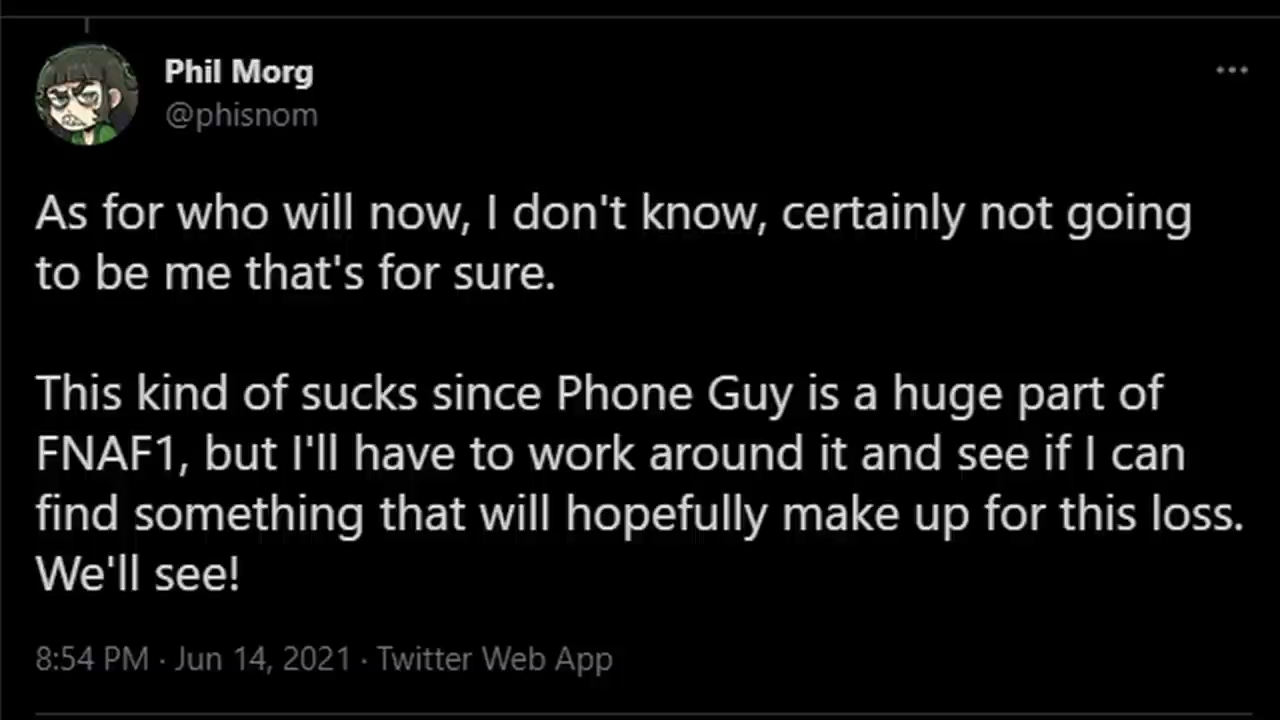 Phil Morg
@phisnom
As for who will now, I don't know, certainly not going
to be me that's for sure.
This kind of sucks since Phone Guy is a huge part of
FNAF1, but I'll have to work around it and see if I can
find something that will hopefully make up for this loss.
We'll see!
8:54 PM · Jun 14, 2021 · Twitter Web App